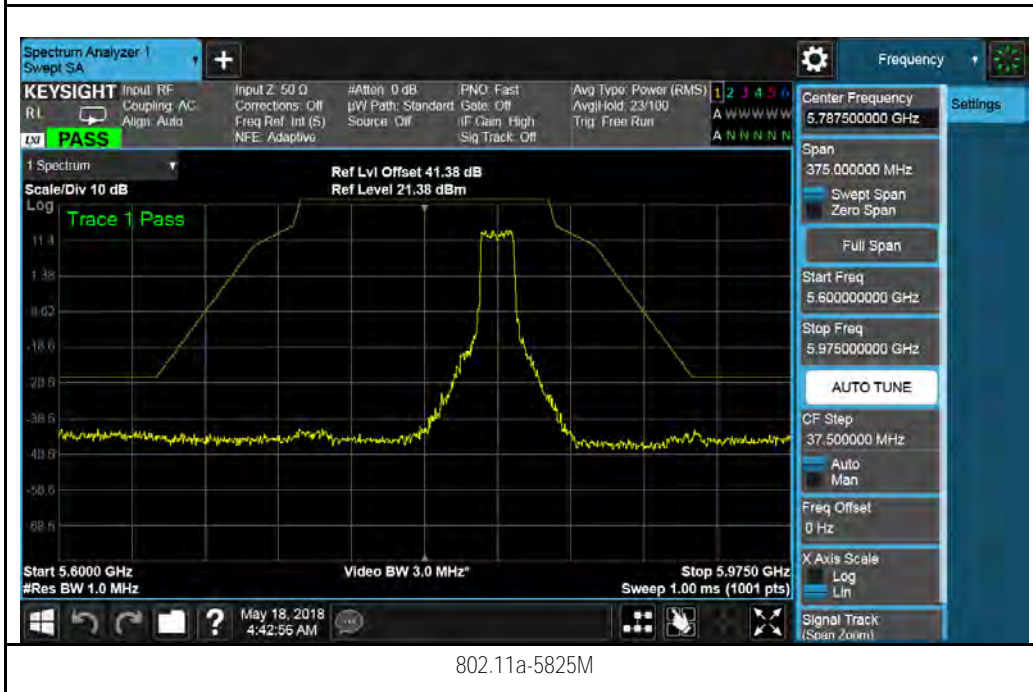 Spectrum Analyzer 1
Swept SA
+
Frequency
KEYSIGHT
Input: RF
Coupling: AC
Align: Auto
Input Z: 50 Ω
Corrections: Off
Freq Ref: Int (S)
NFE: Adaptive
#Atten: 0 dB
µW Path: Standard
Source: Off
PNO: Fast
Gate: Off
IF Gain: High
Sig Track: Off
Avg Type: Power (RMS)
Avg|Hold: 23/100
Trig: Free Run
1 2 3 4 5 6
A W W W W W
A N N N N N
RL
LXI
PASS
1 Spectrum
Scale/Div 10 dB
Ref Lvl Offset 41.38 dB
Ref Level 21.38 dBm
Log
Trace 1 Pass
11.4
1.38
-8.62
-18.6
-28.6
-38.6
-48.6
-58.6
-68.6
Start 5.6000 GHz
#Res BW 1.0 MHz
Video BW 3.0 MHz*
Stop 5.9750 GHz
Sweep 1.00 ms (1001 pts)
Center Frequency
5.787500000 GHz
Settings
Span
375.000000 MHz
Swept Span
Zero Span
Full Span
Start Freq
5.600000000 GHz
Stop Freq
5.975000000 GHz
AUTO TUNE
CF Step
37.500000 MHz
Auto
Man
Freq Offset
0 Hz
X Axis Scale
Log
Lin
Signal Track
(Span Zoom)
?
May 18, 2018
4:42:56 AM
802.11a-5825M